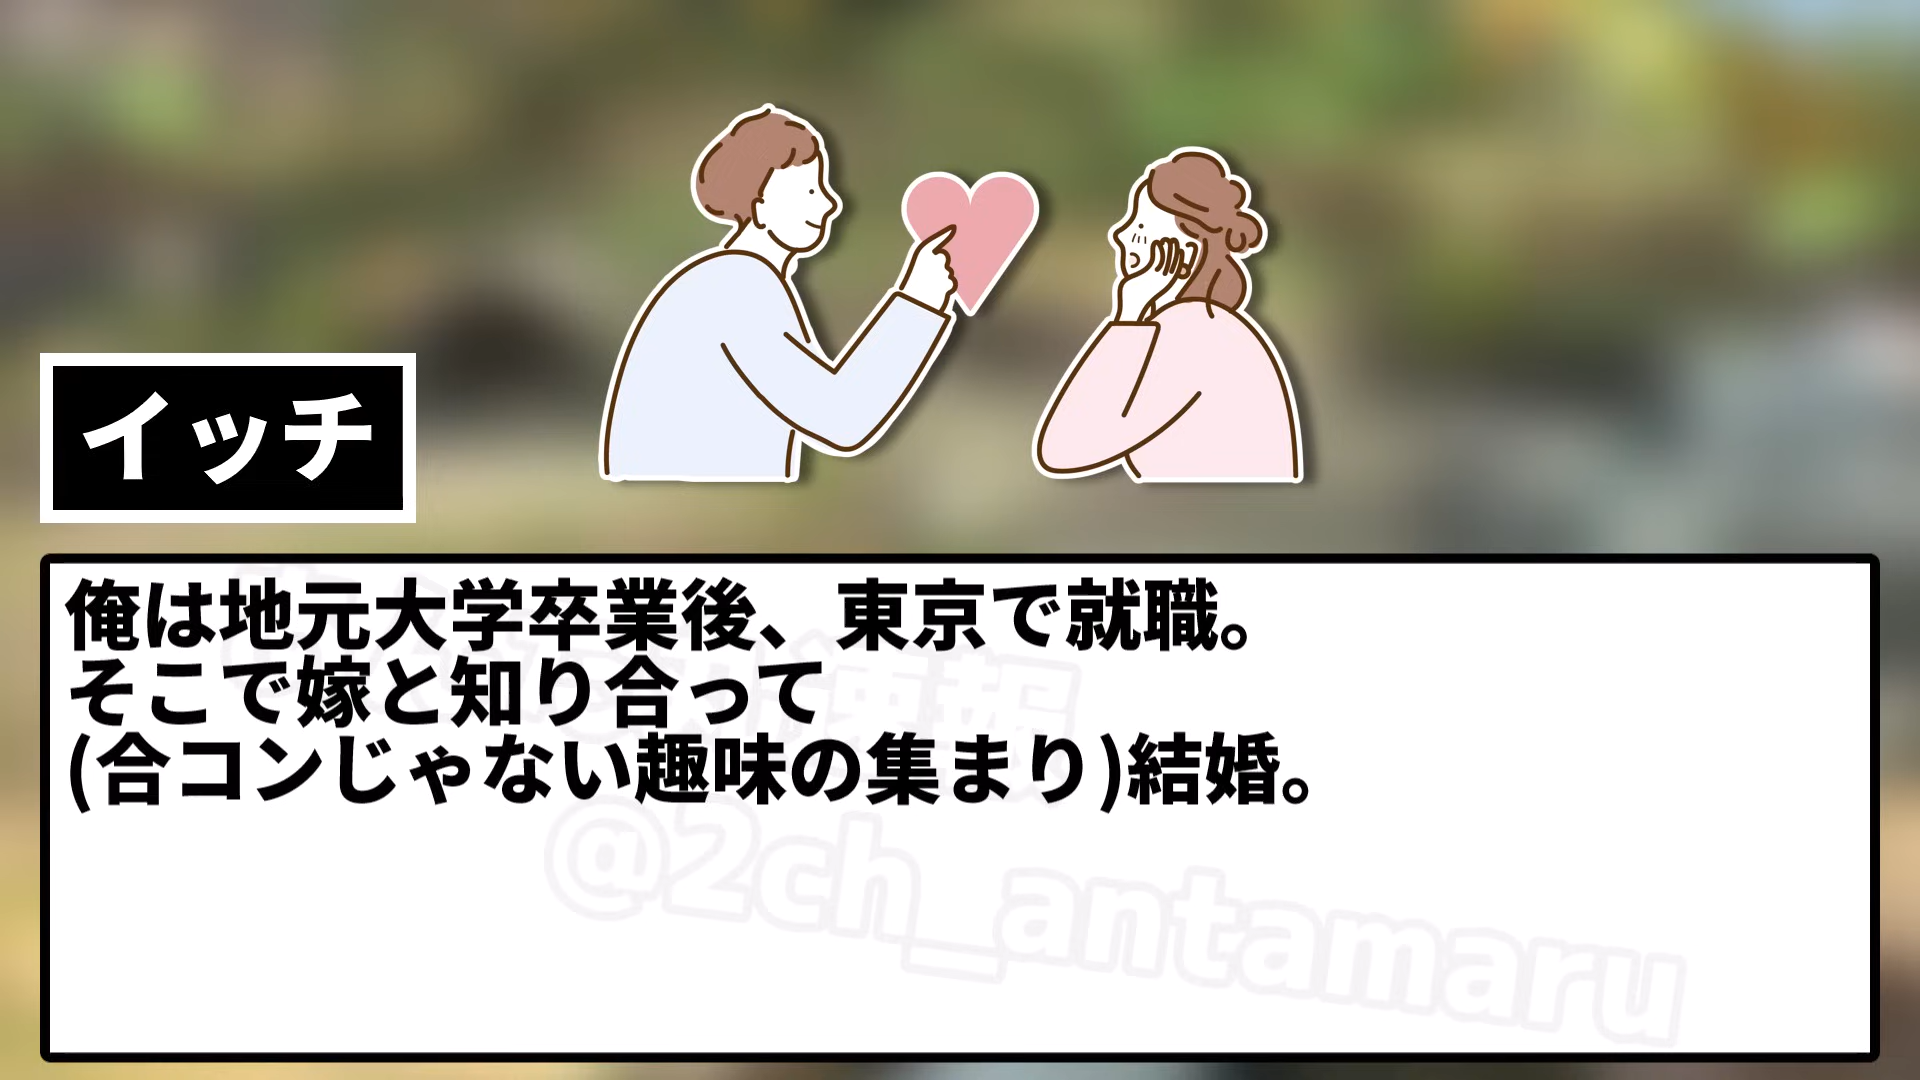 イッチ
俺は地元大学卒業後、東京で就職。
そこで嫁と知り合って
(合コンじゃない趣味の集まり)結婚。
@2ch_antamaru